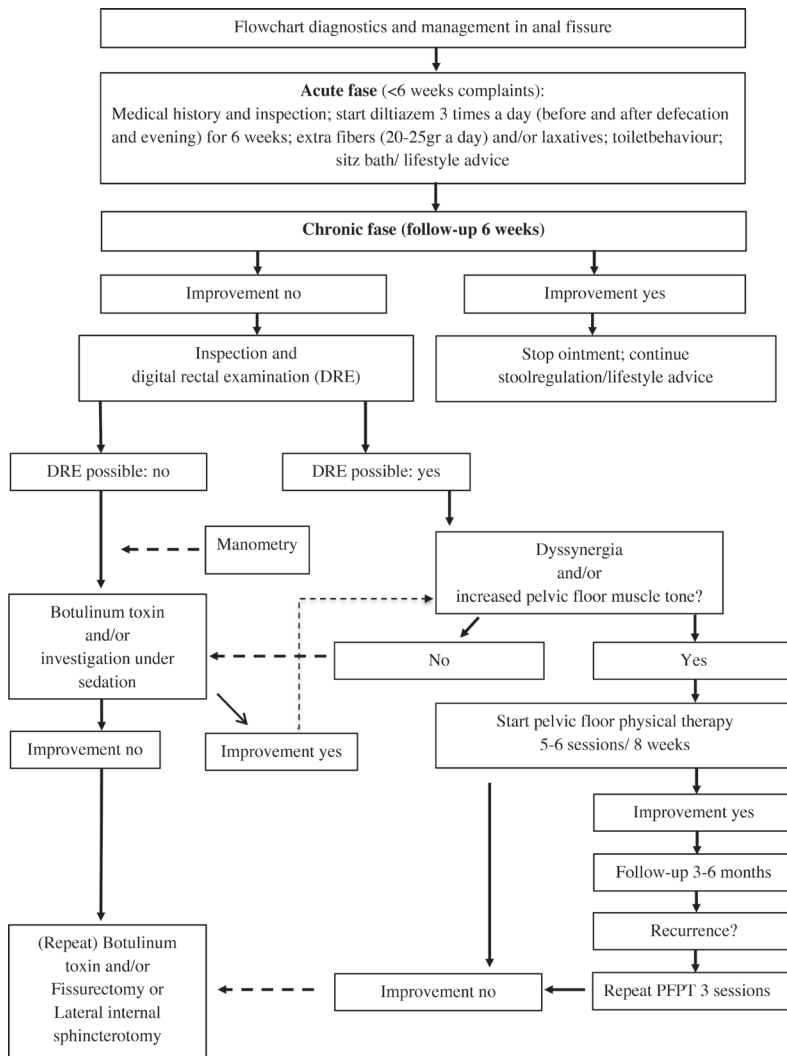 Flowchart diagnostics and management in anal fissure
Acute fase (<6 weeks complaints):
Medical history and inspection; start diltiazem 3 times a day (before and after defecation
and evening) for 6 weeks; extra fibers (20-25gr a day) and/or laxatives; toiletbehaviour;
sitz bath/ lifestyle advice
Chronic fase (follow-up 6 weeks)
Improvement no
Improvement yes
Inspection and
digital rectal examination (DRE)
Stop ointment; continue
stoolregulation/lifestyle advice
DRE possible: no
DRE possible: yes
Manometry
Dyssynergia
and/or
increased pelvic floor muscle tone?
Botulinum toxin
and/or
investigation under
sedation
No
Yes
Improvement no
Improvement yes
Start pelvic floor physical therapy
5-6 sessions/ 8 weeks
Improvement yes
Follow-up 3-6 months
Recurrence?
(Repeat) Botulinum
toxin and/or
Fissurectomy or
Lateral internal
sphincterotomy
Improvement no
Repeat PFPT 3 sessions